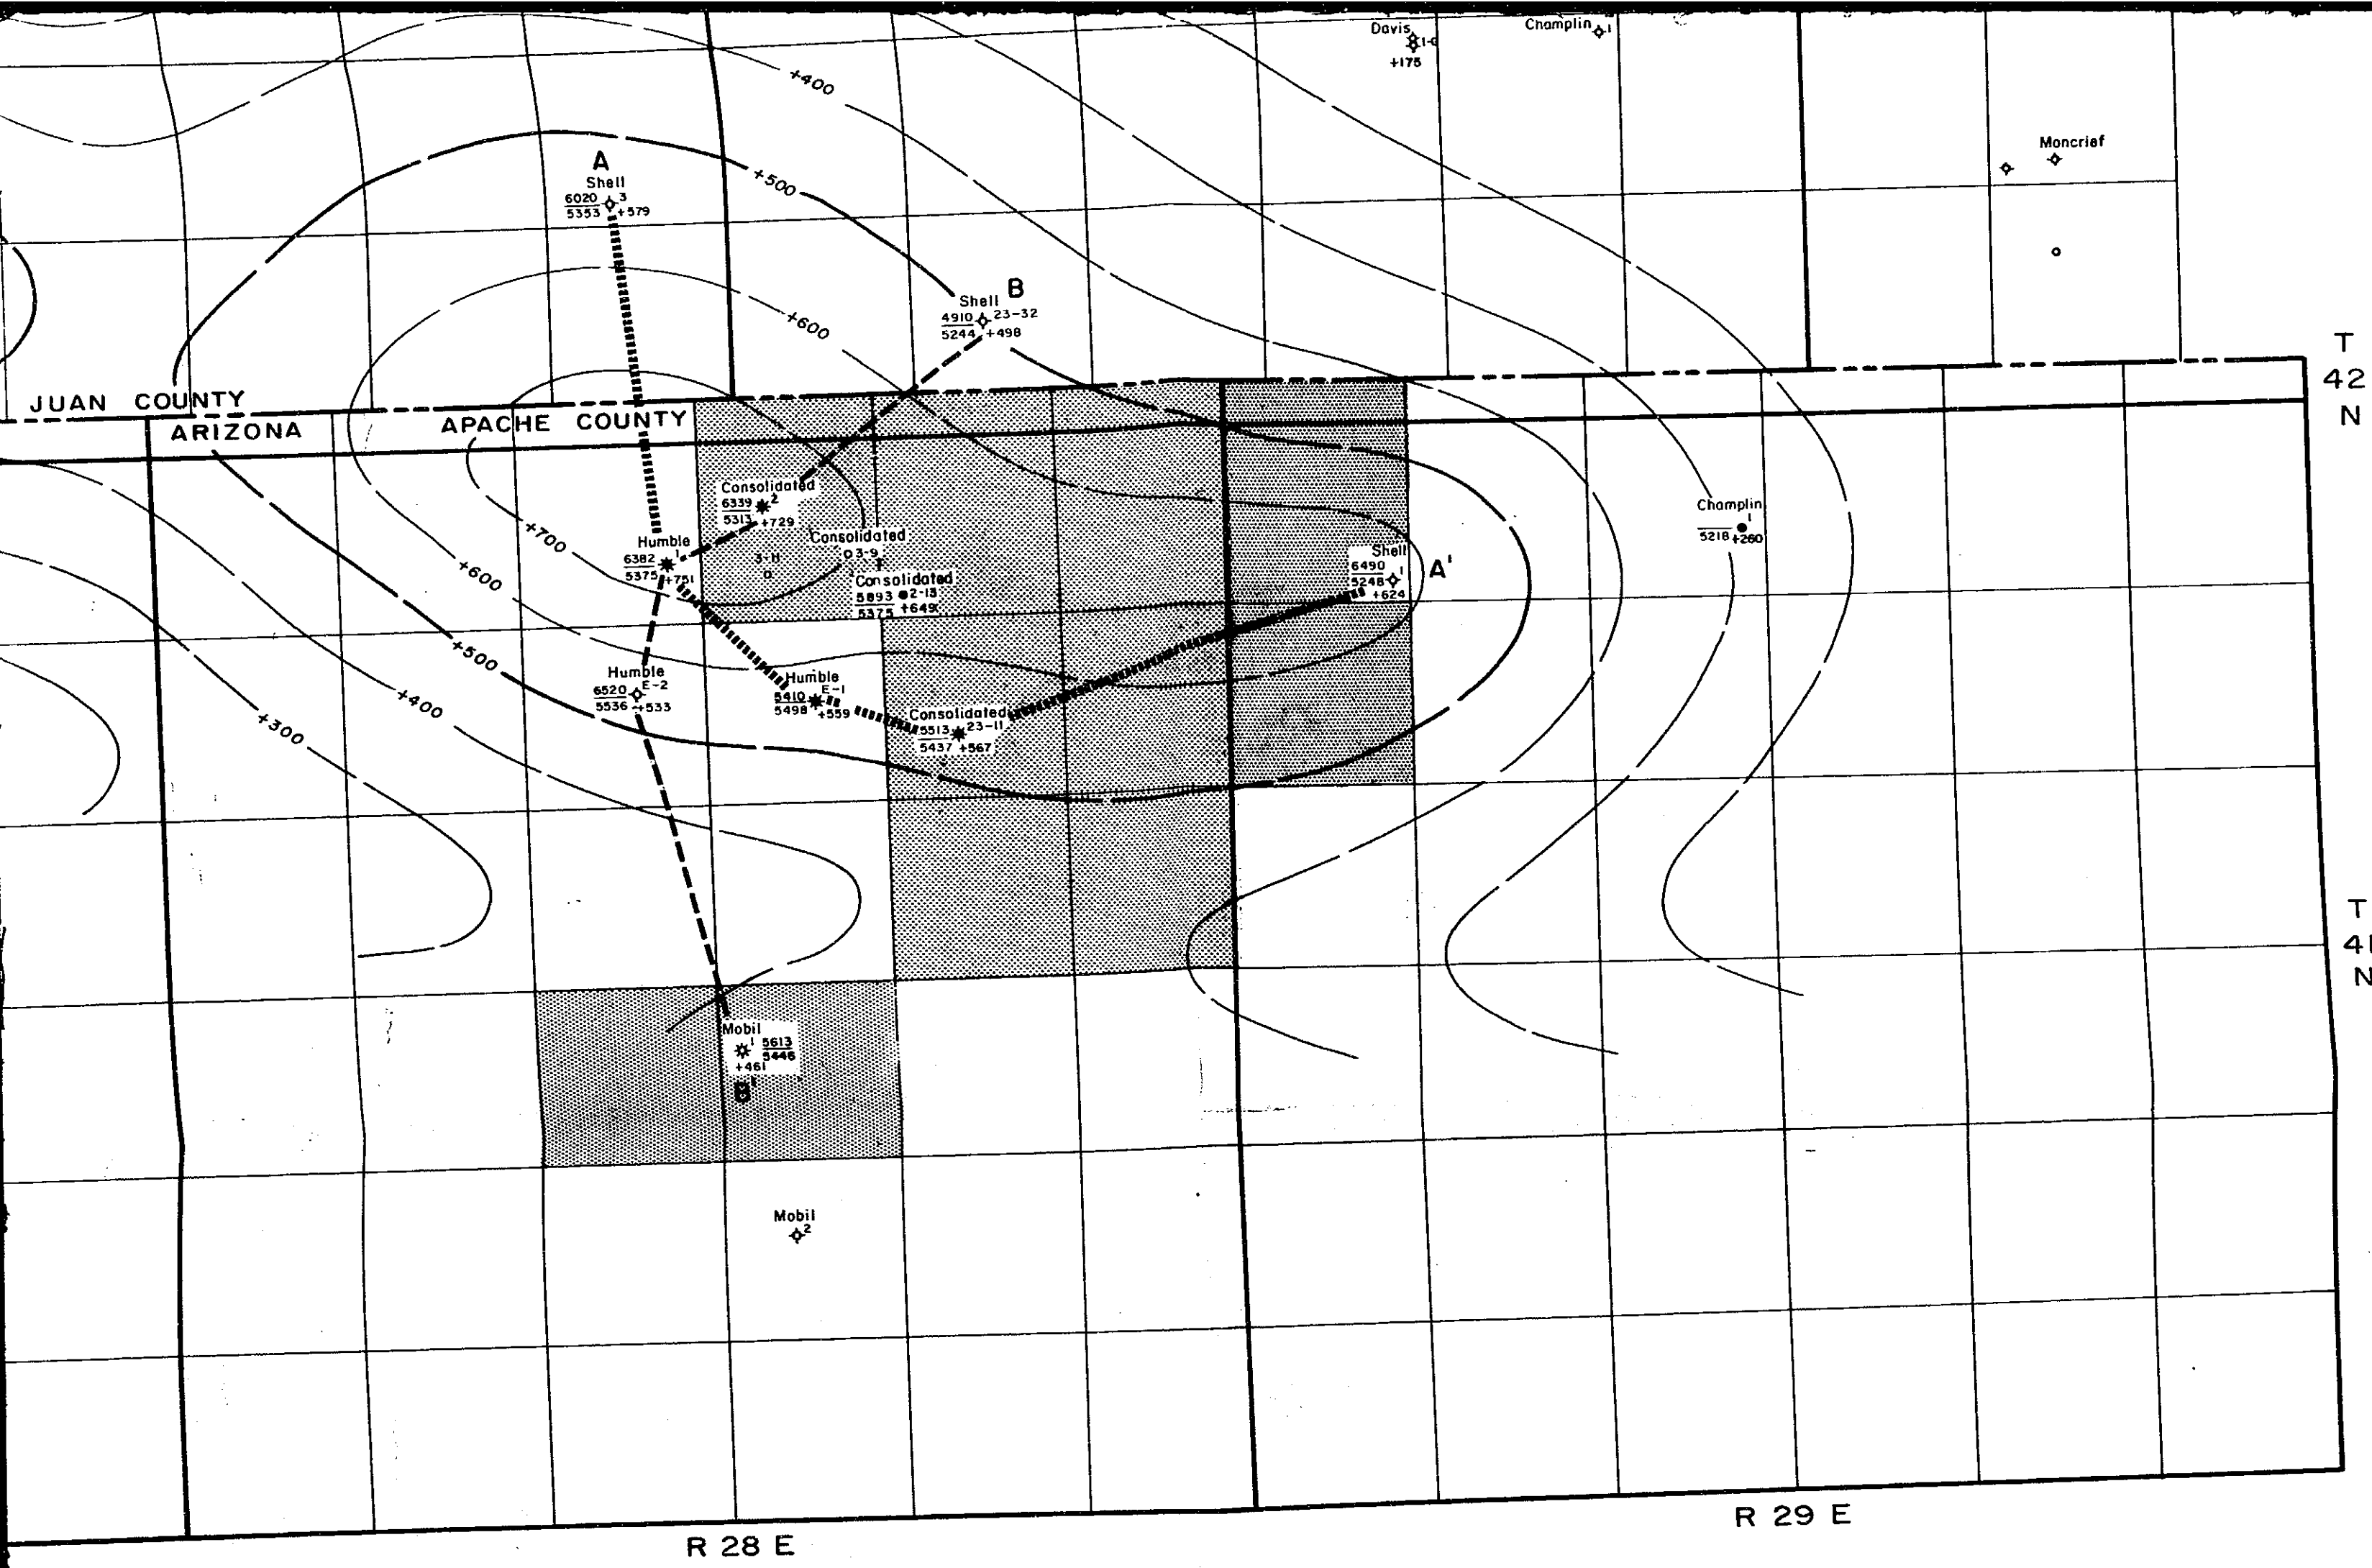 Davis
1-
+175
Champlin 1
+400
Moncrief
A
Shell
6020 3
5353 +579
+500
Shell B
4910 23-32
5244 +498
+600
T
42
N
JUAN COUNTY
ARIZONA
APACHE COUNTY
Consolidated
6339 2
5313 +729
Champlin
1
5218 +260
+700
Humble
6382 1
5375 +751
Consolidated
3-9
3-11
Consolidated
5893 2-13
5375 +649
Shell
6490 1
5248
+624
A'
+600
+500
Humble
6520 E-2
5536 +533
Humble
5410 E-1
5498 +559
+400
+300
Consolidated
5513 23-11
5437 +567
T
41
N
Mobil
1 5613
5446
+461
Mobil
2
R 28 E
R 29 E